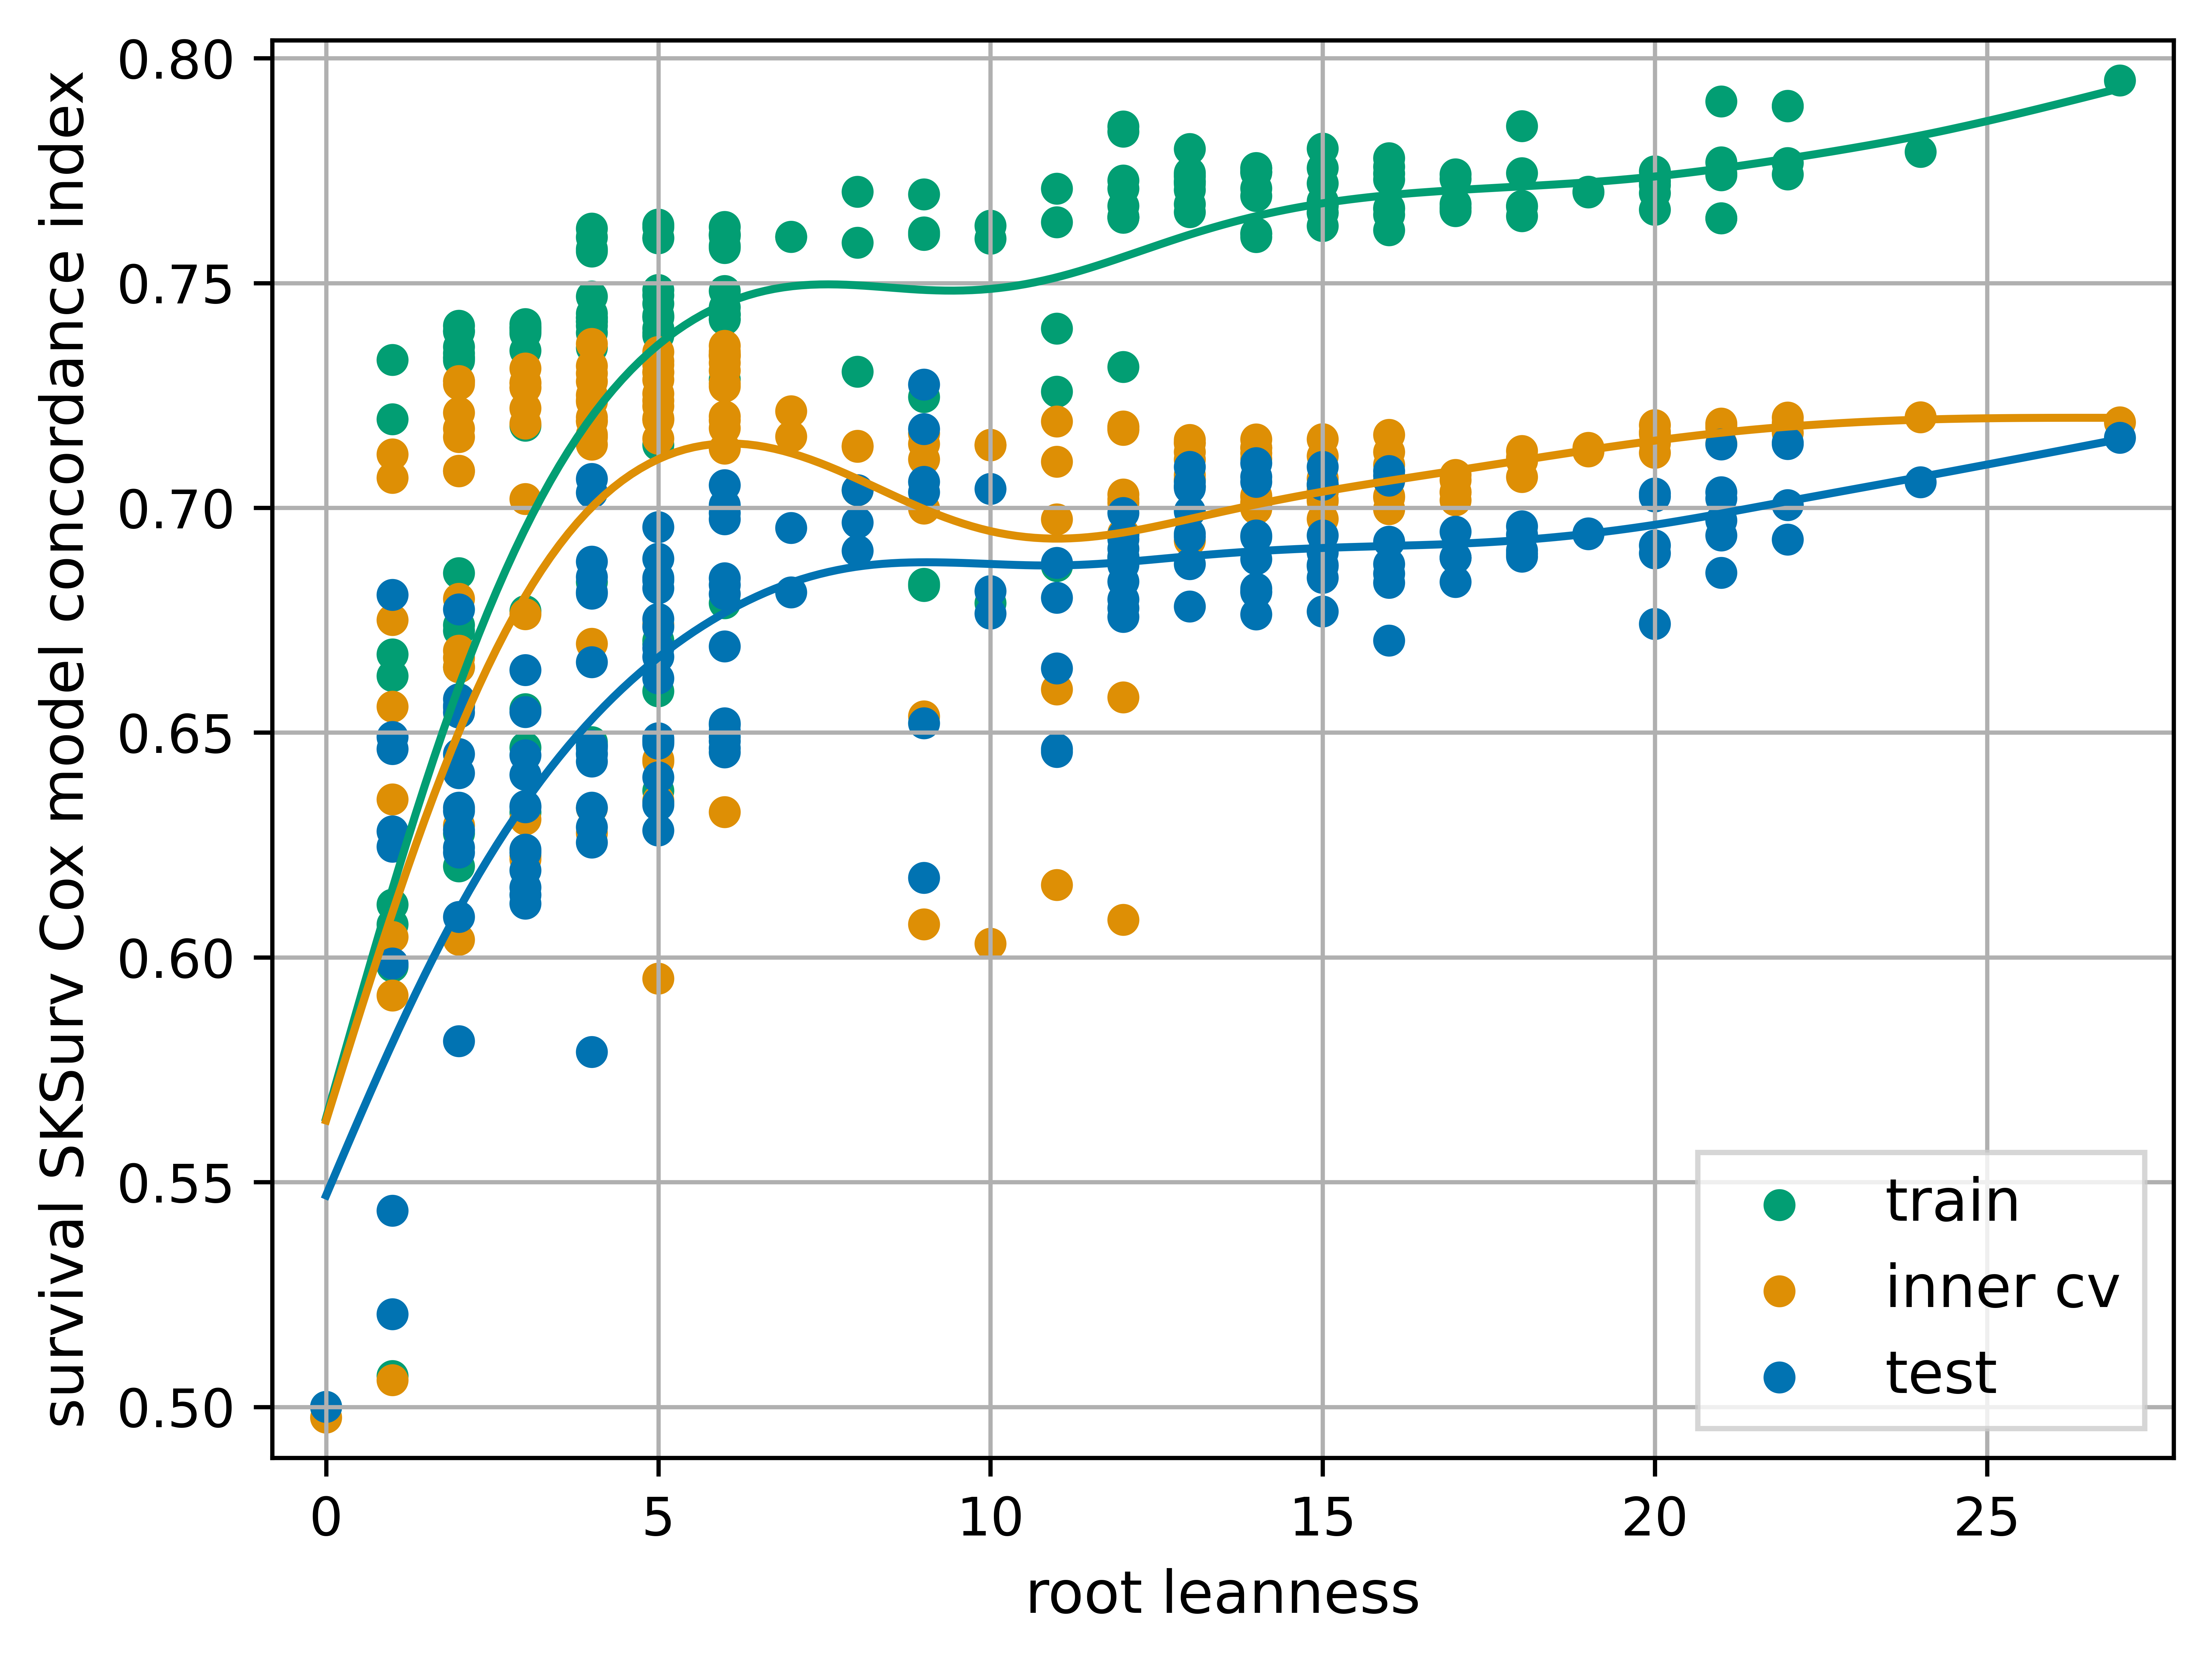 survival SKSurv Cox model concordance index
0.80
0.75
0.70
0.65
0.60
0.55
0.50
0 5 10 15 20 25
root leanness
train
inner cv
test